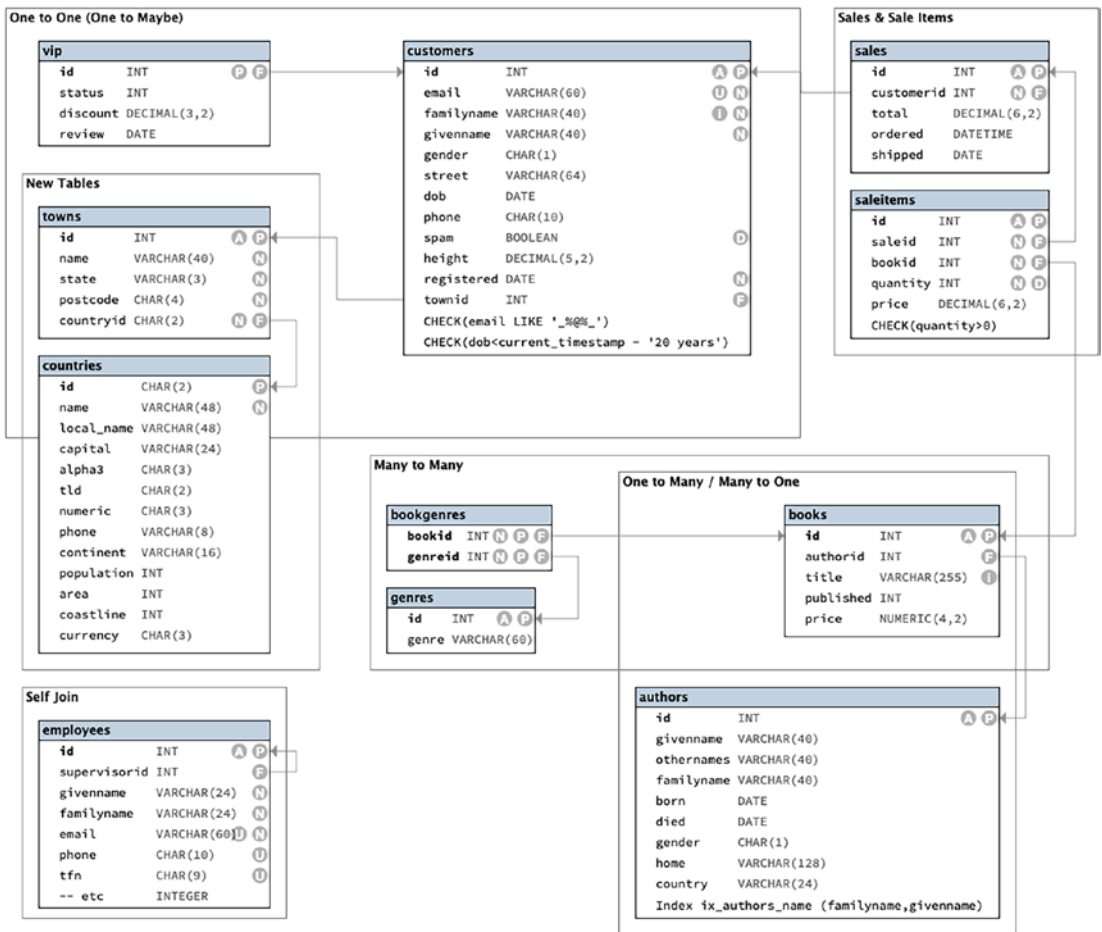 One to One (One to Maybe)
vip
id INT P F
status INT
discount DECIMAL(3,2)
review DATE
customers
id INT A P
email VARCHAR(60) U N
familyname VARCHAR(40) I N
givenname VARCHAR(40) N
gender CHAR(1)
street VARCHAR(64)
dob DATE
phone CHAR(10)
spam BOOLEAN D
height DECIMAL(5,2)
registered DATE N
townid INT F
CHECK(email LIKE '_%@%_')
CHECK(dob<current_timestamp - '20 years')
Sales & Sale Items
sales
id INT A P
customerid INT N F
total DECIMAL(6,2)
ordered DATETIME
shipped DATE
saleitems
id INT A P
saleid INT N F
bookid INT N F
quantity INT N D
price DECIMAL(6,2)
CHECK(quantity>0)
New Tables
towns
id INT A P
name VARCHAR(40) N
state VARCHAR(3) N
postcode CHAR(4) N
countryid CHAR(2) N F
countries
id CHAR(2) P
name VARCHAR(48) N
local_name VARCHAR(48)
capital VARCHAR(24)
alpha3 CHAR(3)
tld CHAR(2)
numeric CHAR(3)
phone VARCHAR(8)
continent VARCHAR(16)
population INT
area INT
coastline INT
currency CHAR(3)
Many to Many
bookgenres
bookid INT N P F
genreid INT N P F
genres
id INT A P
genre VARCHAR(60)
One to Many / Many to One
books
id INT A P
authorid INT F
title VARCHAR(255) I
published INT
price NUMERIC(4,2)
authors
id INT A P
givenname VARCHAR(40)
othernames VARCHAR(40)
familyname VARCHAR(40)
born DATE
died DATE
gender CHAR(1)
home VARCHAR(128)
country VARCHAR(24)
Index ix_authors_name (familyname,givenname)
Self Join
employees
id INT A P
supervisorid INT F
givenname VARCHAR(24) N
familyname VARCHAR(24) N
email VARCHAR(60) U N
phone CHAR(10) U
tfn CHAR(9) U
-- etc INTEGER